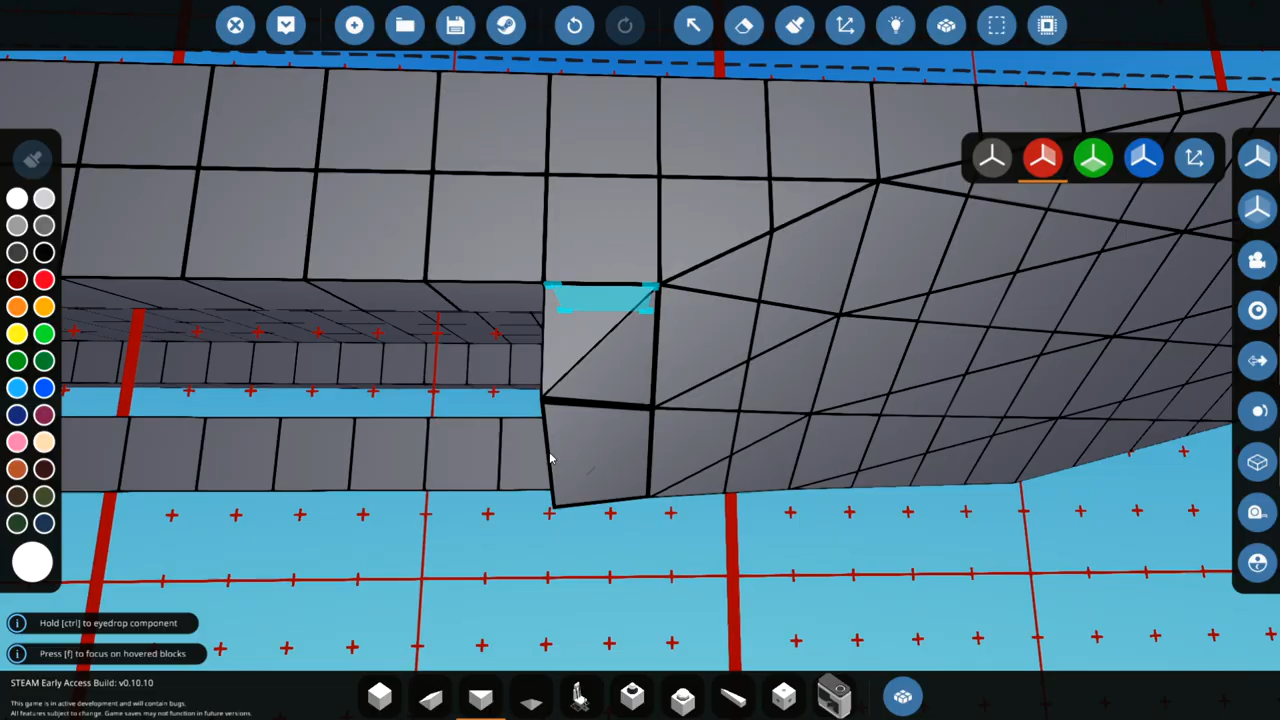 Hold [ctrl] to eyedrop component
Press [f] to focus on hovered blocks
STEAM Early Access Build: v0.10.10
This game is in active development and will contain bugs.
All features subject to change. Game saves may not function in future versions